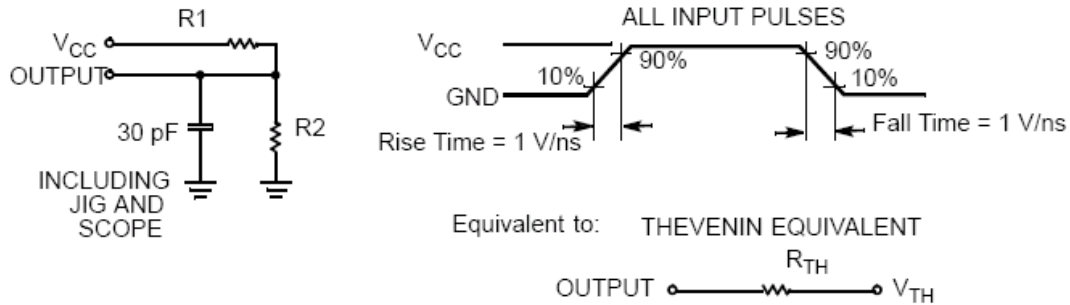 R1
VCC
OUTPUT
30 pF
R2
INCLUDING
JIG AND
SCOPE
ALL INPUT PULSES
VCC
GND
10%
90%
90%
10%
Rise Time = 1 V/ns
Fall Time = 1 V/ns
Equivalent to:
THEVENIN EQUIVALENT
RTH
OUTPUT
VTH